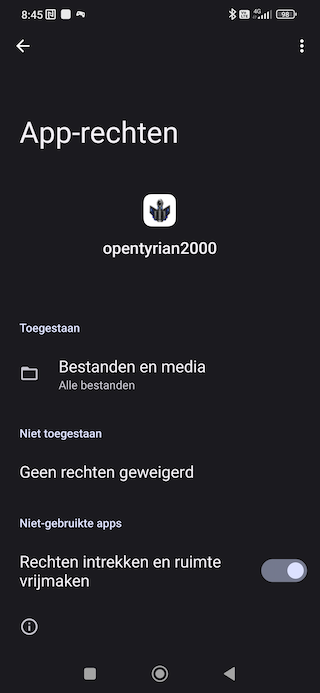 8:45
4G
98
App-rechten
opentyrian2000
Toegestaan
Bestanden en media
Alle bestanden
Niet toegestaan
Geen rechten geweigerd
Niet-gebruikte apps
Rechten intrekken en ruimte
vrijmaken